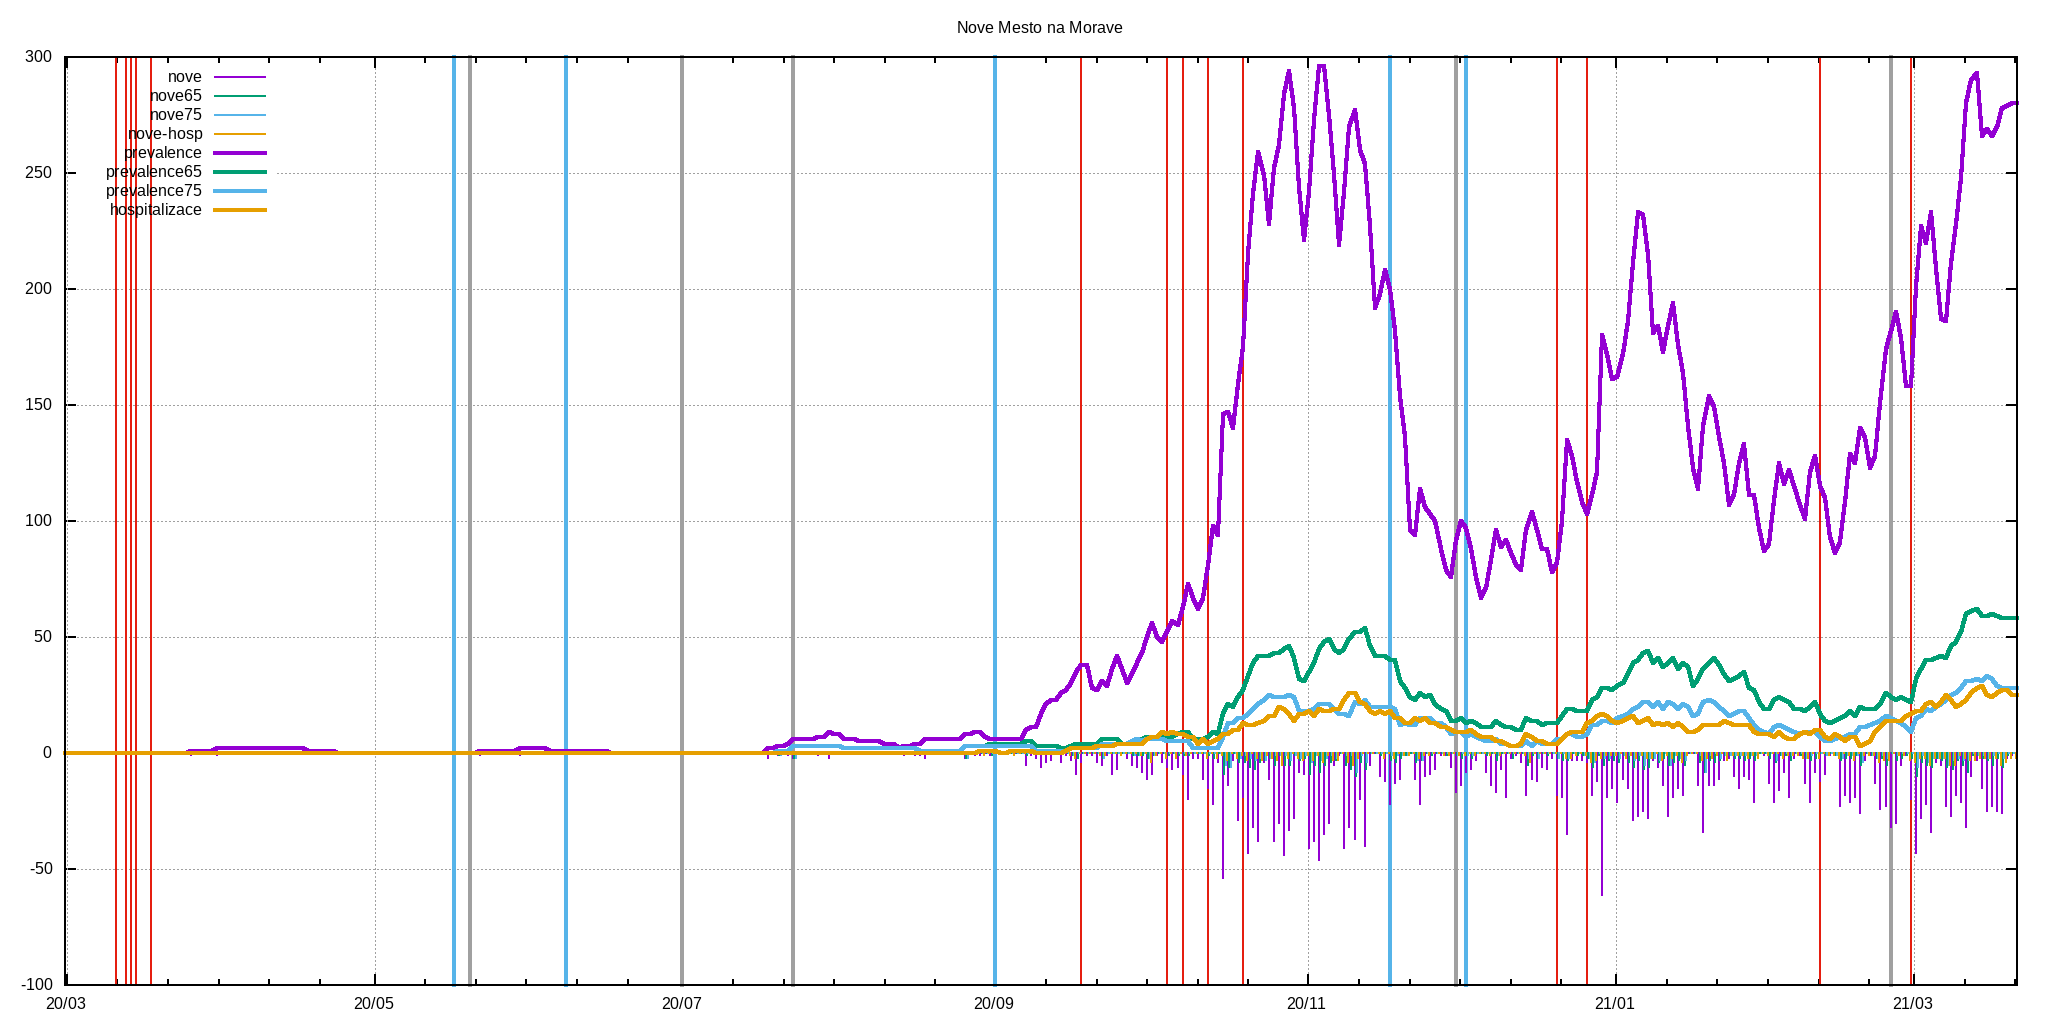 Nove Mesto na Morave
300
250
200
150
100
50
0
-50
-100
nove
nove65
nove75
nove-hosp
prevalence
prevalence65
prevalence75
hospitalizace
20/03 20/05 20/07 20/09 20/11 21/01 21/03